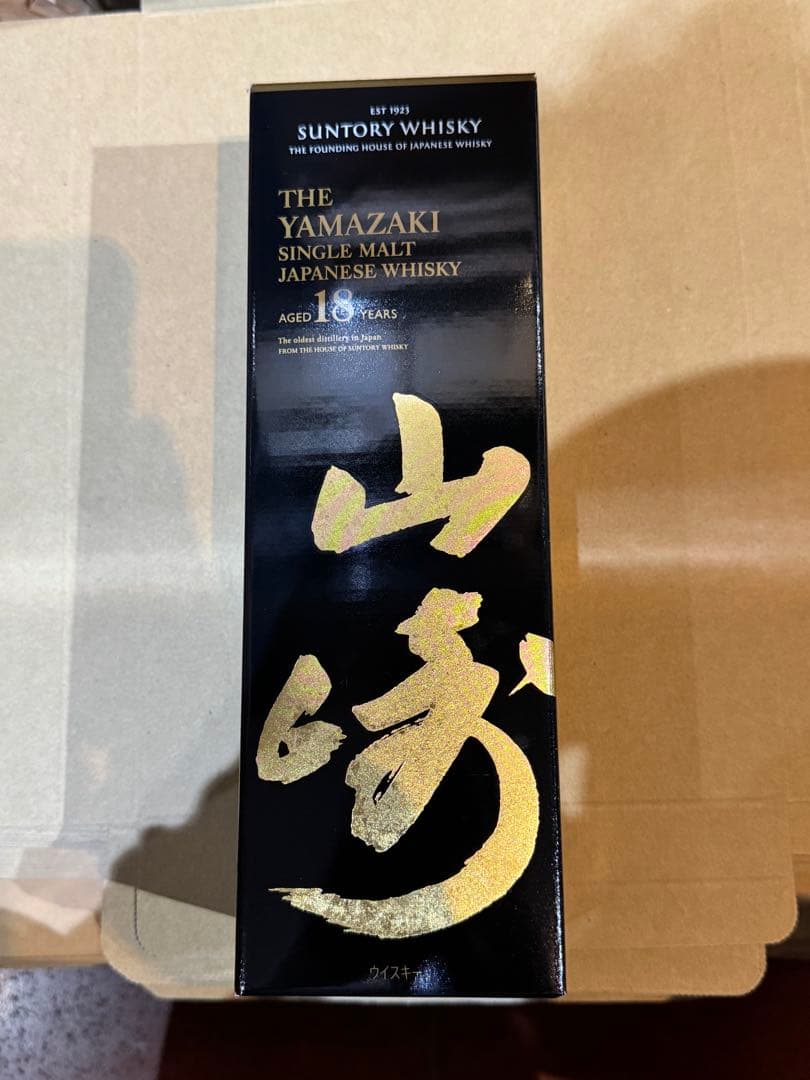 EST 1923
SUNTORY WHISKY
THE FOUNDING HOUSE OF JAPANESE WHISKY
THE
YAMAZAKI
SINGLE MALT
JAPANESE WHISKY
AGED 18 YEARS
The oldest distillery in Japan
FROM THE HOUSE OF SUNTORY WHISKY
山
崎
ウイスキー